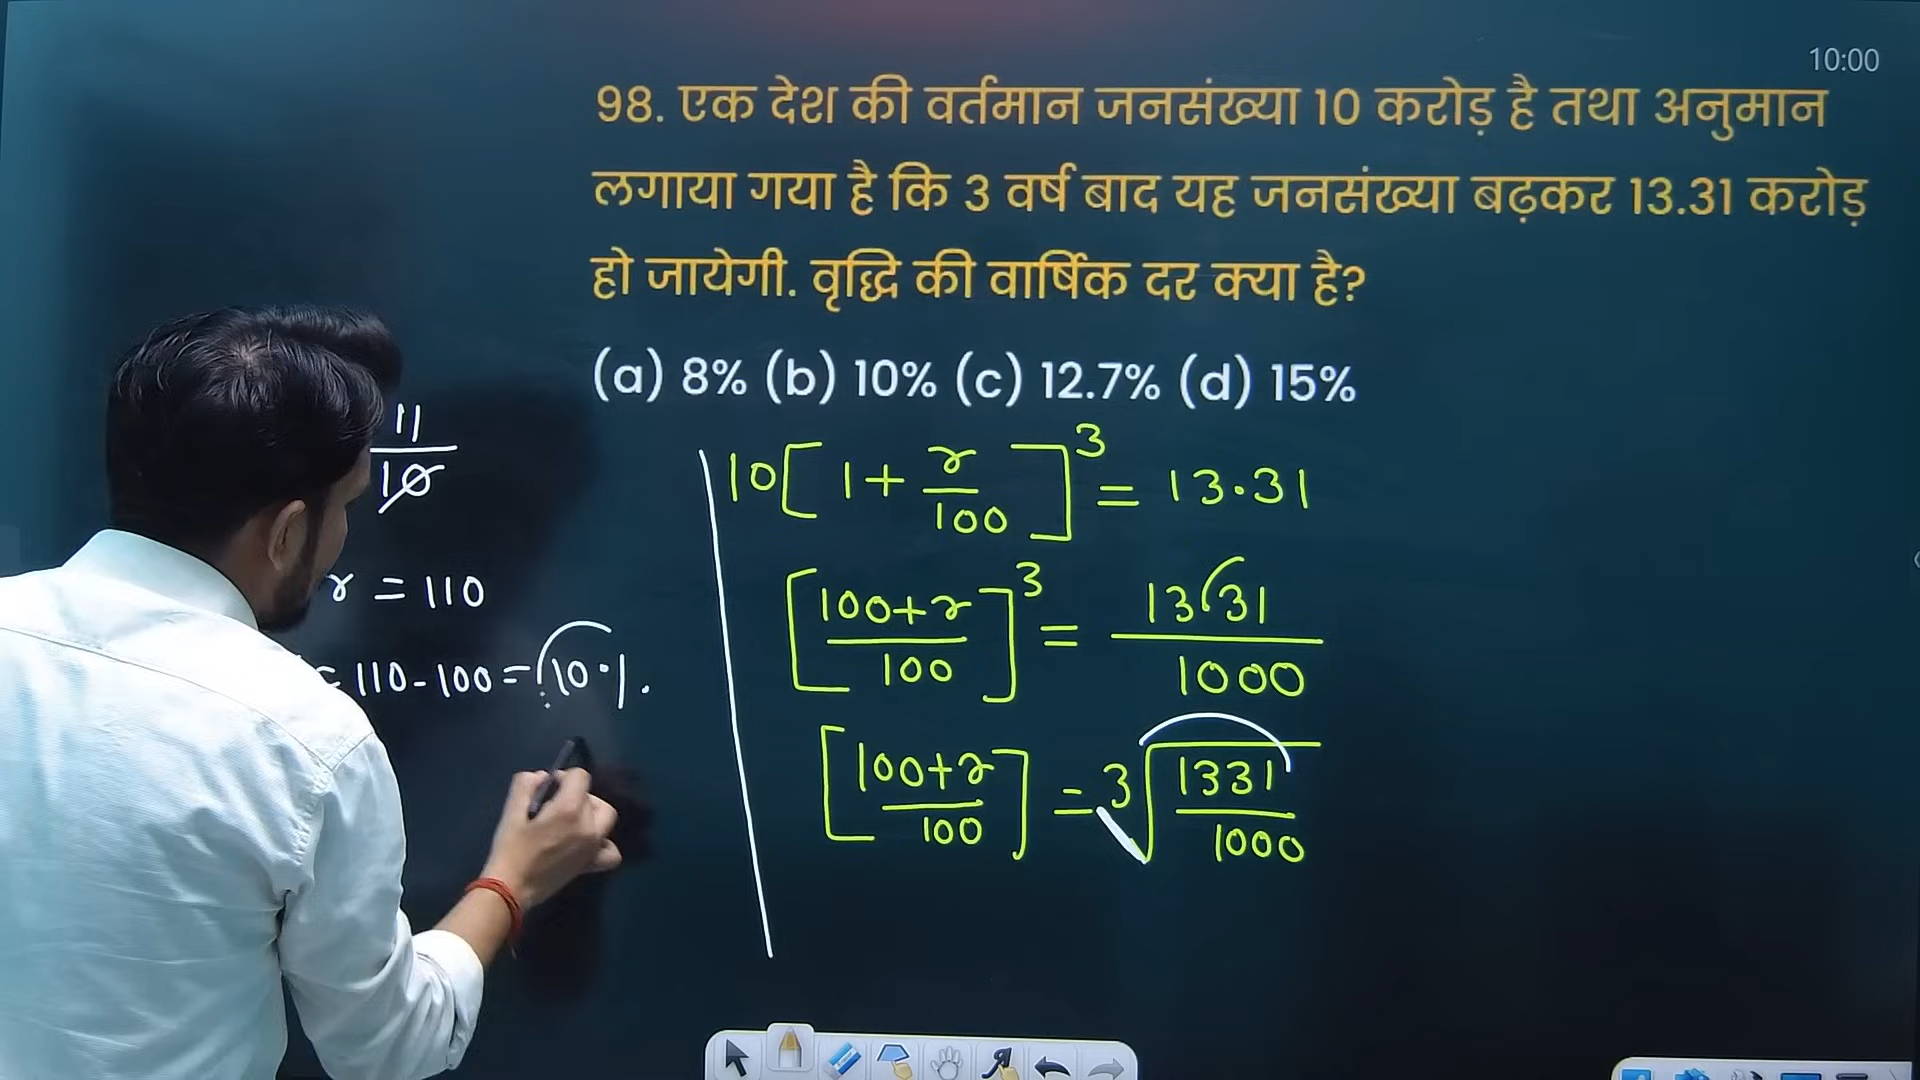 10:00
98. एक देश की वर्तमान जनसंख्या 10 करोड़ है तथा अनुमान
लगाया गया है कि 3 वर्ष बाद यह जनसंख्या बढ़कर 13.31 करोड़
हो जायेगी. वृद्धि की वार्षिक दर क्या है?
(a) 8% (b) 10% (c) 12.7% (d) 15%
11
10
r = 110
= 110 - 100 = 10%.
10[1 + r/100]³ = 13.31
[100+r/100]³ = 1331/1000
[100+r/100] = ³√1331/1000